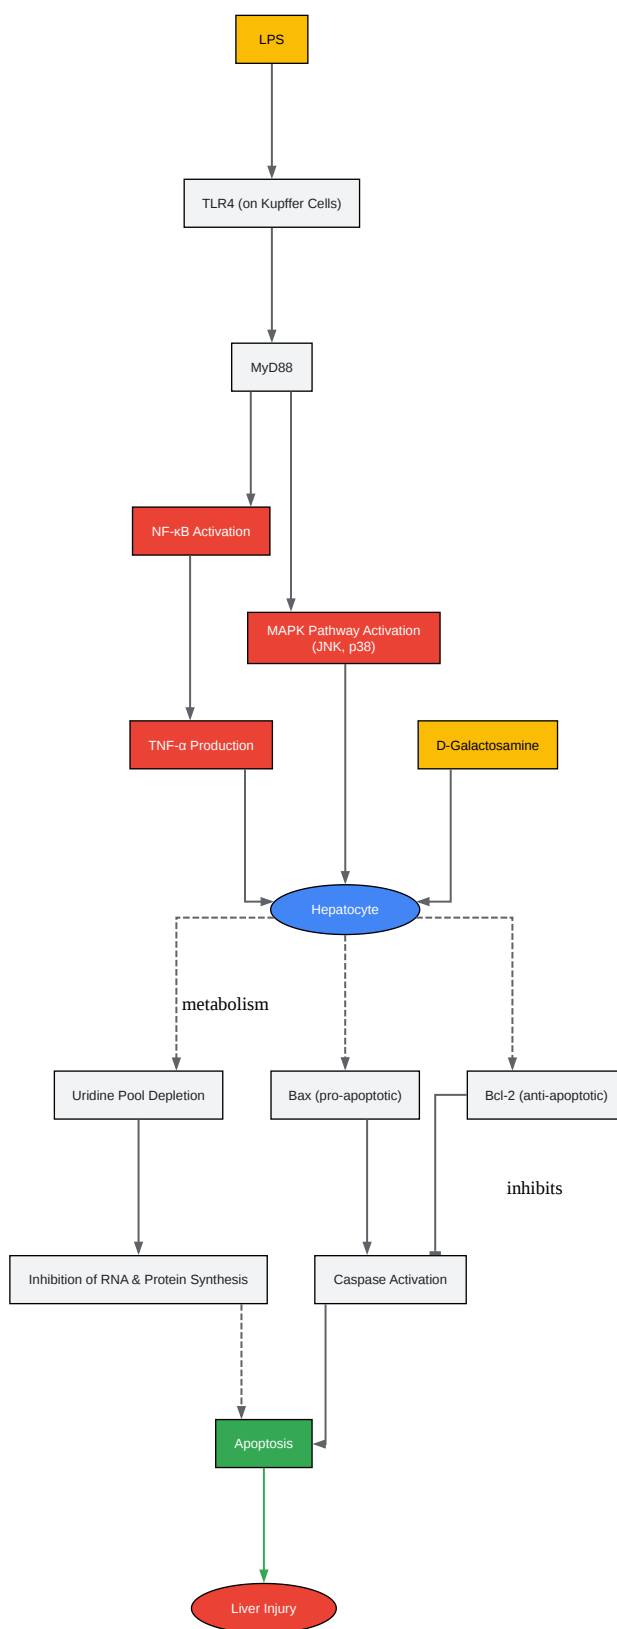 LPS
TLR4 (on Kupffer Cells)
MyD88
NF-κB Activation
MAPK Pathway Activation
(JNK, p38)
TNF-α Production
D-Galactosamine
Hepatocyte
metabolism
Uridine Pool Depletion
Bax (pro-apoptotic)
Bcl-2 (anti-apoptotic)
inhibits
Inhibition of RNA & Protein Synthesis
Caspase Activation
Apoptosis
Liver Injury